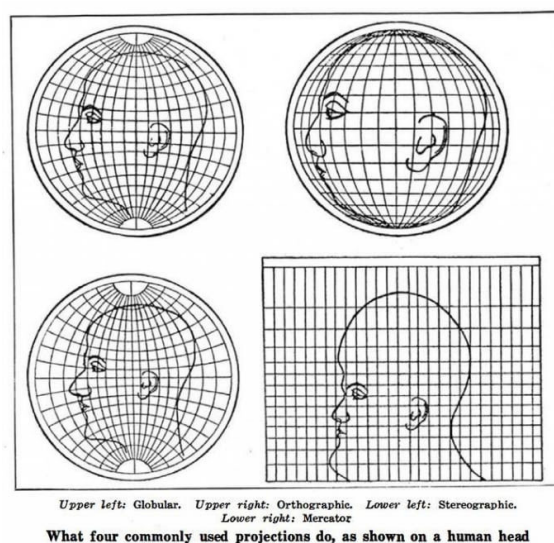 Upper left: Globular. Upper right: Orthographic. Lower left: Stereographic.
Lower right: Mercator
What four commonly used projections do, as shown on a human head